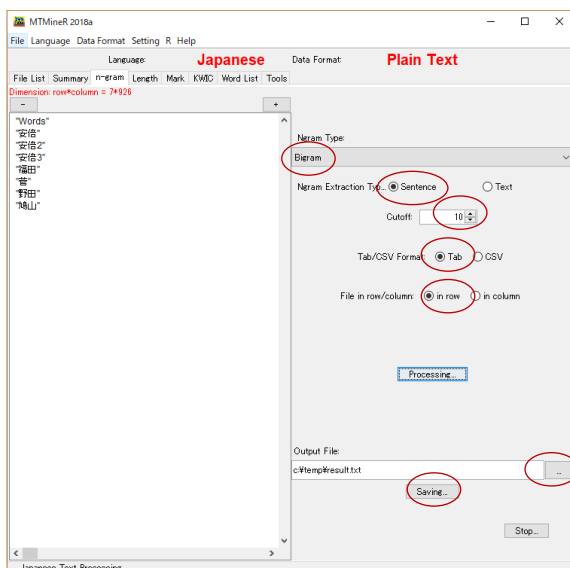 MTMineR 2018a
File Language Data Format Setting R Help
Language: Japanese Data Format: Plain Text
File List Summary n-gram Length Mark KWIC Word List Tools
Dimension: row*column = 7*926
- +
"Words"
"安倍"
"安倍2"
"安倍3"
"福田"
"菅"
"野田"
"鳩山"
Ngram Type:
Bigram
Ngram Extraction Typ... Sentence Text
Cutoff: 10
Tab/CSV Format: Tab CSV
File in row/column: in row in column
Processing...
Output File:
c:¥temp¥result.txt ...
Saving...
Stop...
Japanese Text Processing